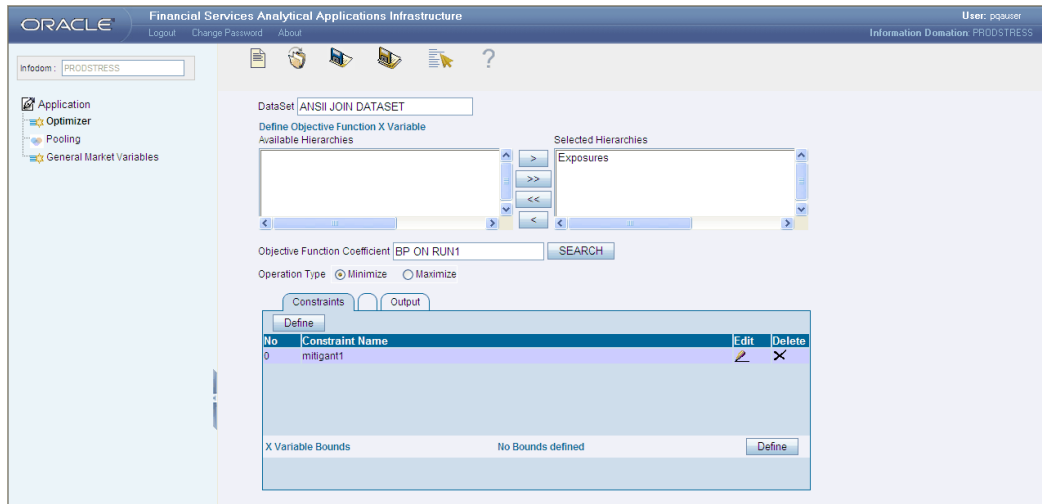 ORACLE
Financial Services Analytical Applications Infrastructure
User: pqauser
Logout Change Password About
Information Domation: PRODSTRESS
Infodom : PRODSTRESS
?
Application
Optimizer
Pooling
General Market Variables
DataSet ANSII JOIN DATASET
Define Objective Function X Variable
Available Hierarchies
Selected Hierarchies
Exposures
>
>>
<<
<
Objective Function Coefficient BP ON RUN1 SEARCH
Operation Type Minimize Maximize
Constraints Output
Define
No Constraint Name Edit Delete
0 mitigant1
X Variable Bounds No Bounds defined Define